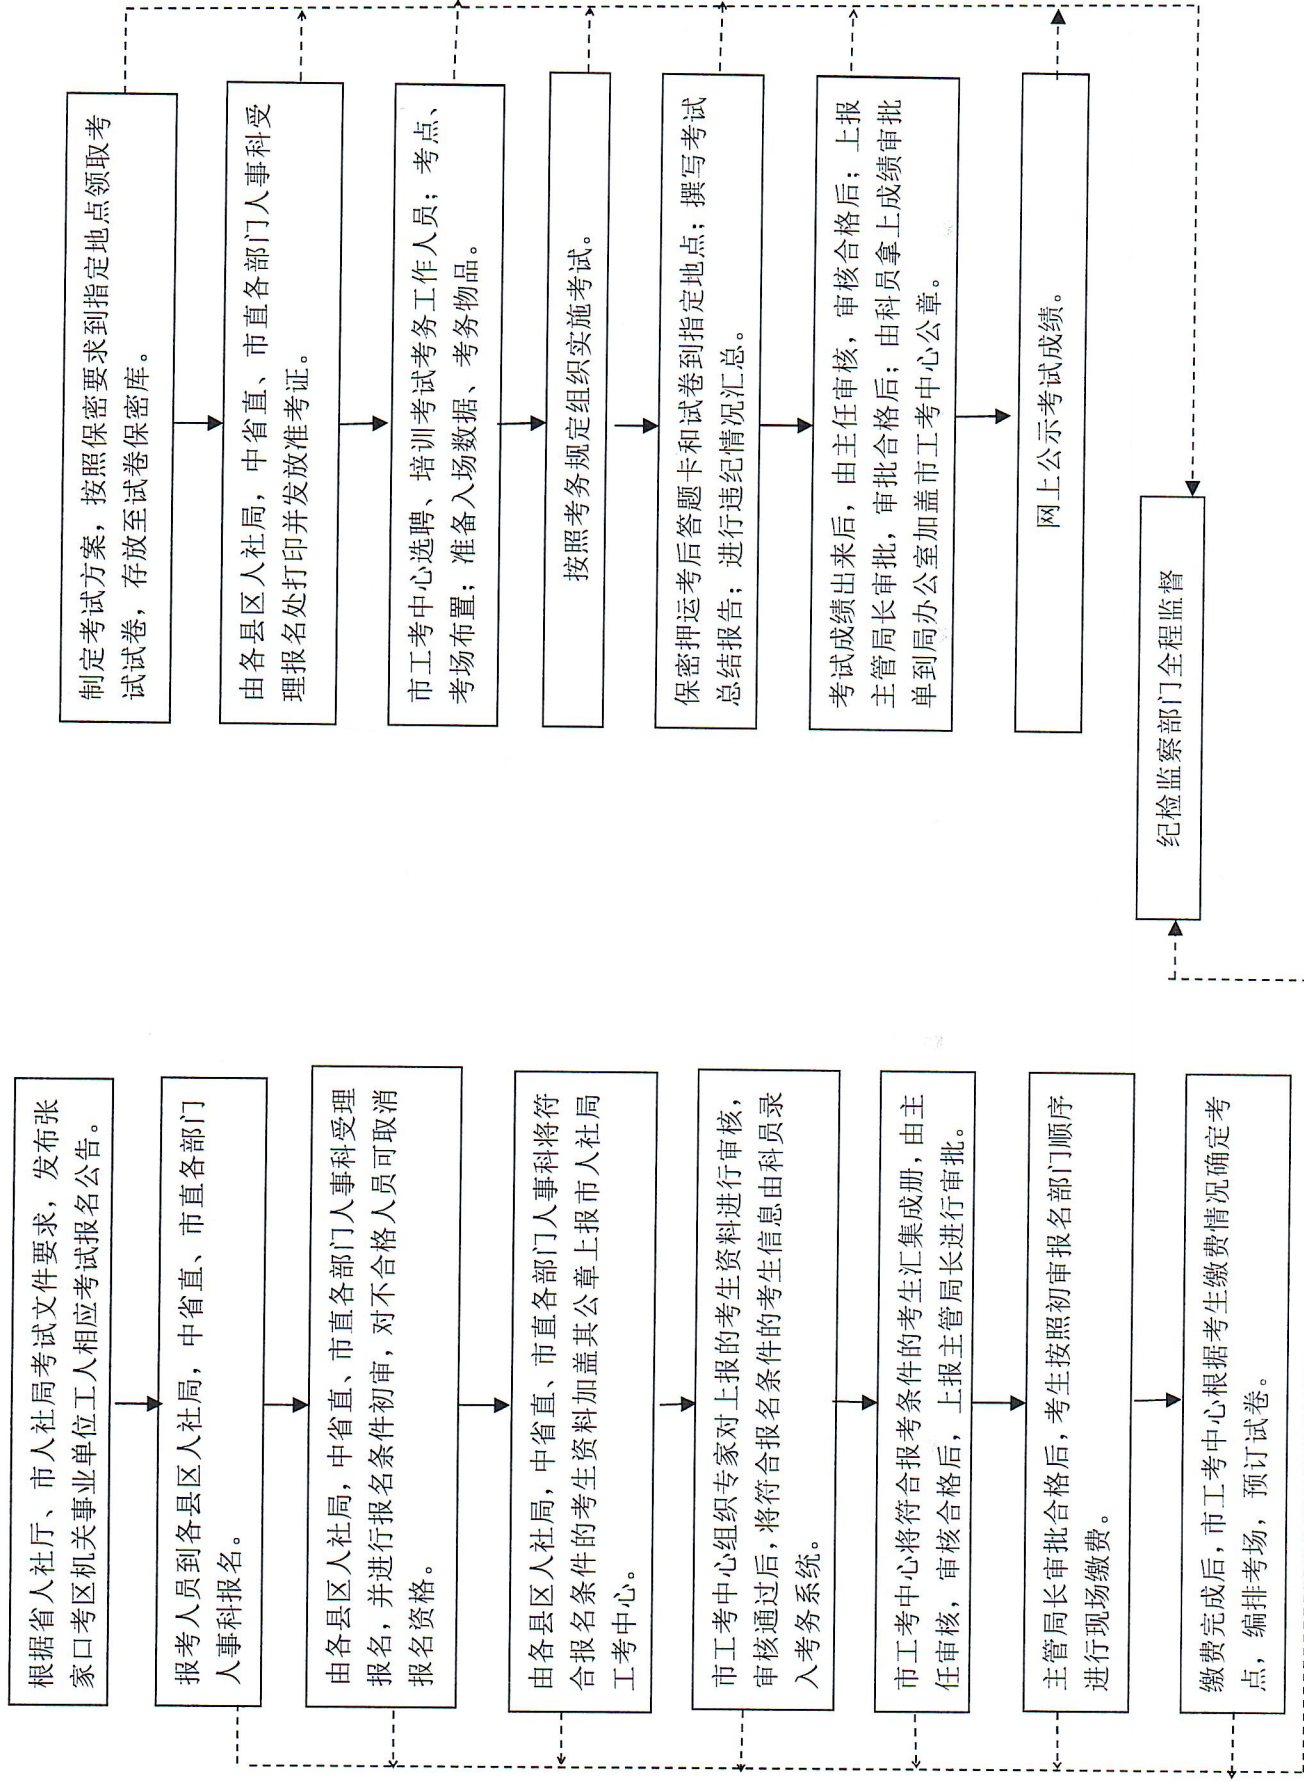 根据省人社厅、市人社局考试文件要求，发布张
家口考区机关事业单位工人相应考试报名公告。
报考人员到各县区人社局，中省直、市直各部门
人事科报名。
由各县区人社局，中省直、市直各部门人事科受理
报名，并进行报名条件初审，对不合格人员可取消
报名资格。
由各县区人社局，中省直、市直各部门人事科将符
合报名条件的考生资料加盖其公章上报市人社局
工考中心。
市工考中心组织专家对上报的考生资料进行审核，
审核通过后，将符合报名条件的考生信息由科员录
入考务系统。
市工考中心将符合报考条件的考生汇集成册，由主
任审核，审核合格后，上报主管局长进行审批。
主管局长审批合格后，考生按照初审报名部门顺序
进行现场缴费。
缴费完成后，市工考中心根据考生缴费情况确定考
点，编排考场，预订试卷。
制定考试方案，按照保密要求到指定地点领取考
试试卷，存放至试卷保密库。
由各县区人社局，中省直、市直各部门人事科受
理报名处打印并发放准考证。
市工考中心选聘、培训考试考务工作人员；考点、
考场布置；准备入场数据、考务物品。
按照考务规定组织实施考试。
保密押运考后答题卡和试卷到指定地点；撰写考试
总结报告；进行违纪情况汇总。
考试成绩出来后，由主任审核，审核合格后；上报
主管局长审批，审批合格后；由科员拿上成绩审批
单到局办公室加盖市工考中心公章。
网上公示考试成绩。
纪检监察部门全程监督